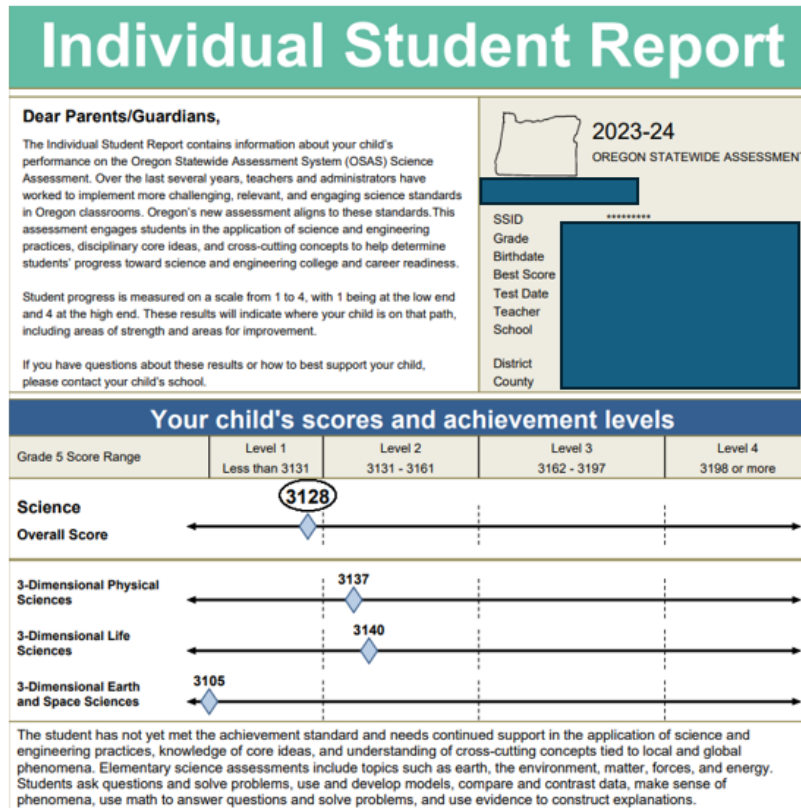 Individual Student Report
Dear Parents/Guardians,
The Individual Student Report contains information about your child's
performance on the Oregon Statewide Assessment System (OSAS) Science
Assessment. Over the last several years, teachers and administrators have
worked to implement more challenging, relevant, and engaging science standards
in Oregon classrooms. Oregon's new assessment aligns to these standards.This
assessment engages students in the application of science and engineering
practices, disciplinary core ideas, and cross-cutting concepts to help determine
students' progress toward science and engineering college and career readiness.
Student progress is measured on a scale from 1 to 4, with 1 being at the low end
and 4 at the high end. These results will indicate where your child is on that path,
including areas of strength and areas for improvement.
If you have questions about these results or how to best support your child,
please contact your child's school.
2023-24
OREGON STATEWIDE ASSESSMENT
SSID *********
Grade
Birthdate
Best Score
Test Date
Teacher
School
District
County
Your child's scores and achievement levels
Grade 5 Score Range
Level 1
Less than 3131
Level 2
3131 - 3161
Level 3
3162 - 3197
Level 4
3198 or more
Science
Overall Score
3128
3-Dimensional Physical
Sciences
3137
3-Dimensional Life
Sciences
3140
3-Dimensional Earth
and Space Sciences
3105
The student has not yet met the achievement standard and needs continued support in the application of science and
engineering practices, knowledge of core ideas, and understanding of cross-cutting concepts tied to local and global
phenomena. Elementary science assessments include topics such as earth, the environment, matter, forces, and energy.
Students ask questions and solve problems, use and develop models, compare and contrast data, make sense of
phenomena, use math to answer questions and solve problems, and use evidence to construct explanations.